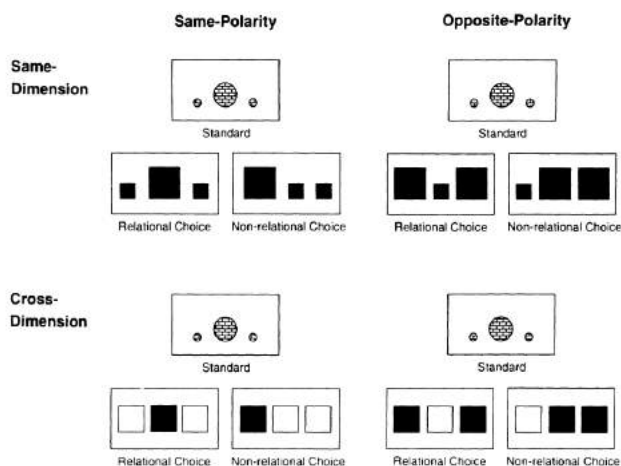 Same-Polarity Opposite-Polarity
Same-
Dimension
Standard Standard
Relational Choice Non-relational Choice Relational Choice Non-relational Choice
Cross-
Dimension
Standard Standard
Relational Choice Non-relational Choice Relational Choice Non-relational Choice